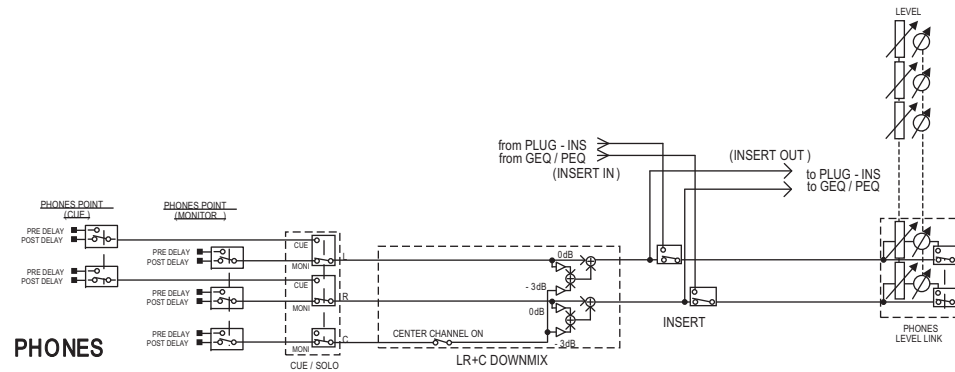 LEVEL
from PLUG - INS
from GEQ / PEQ
(INSERT IN )
(INSERT OUT )
to PLUG - INS
to GEQ / PEQ
PHONES POINT
(CUE )
PHONES POINT
(MONITOR )
PRE DELAY
POST DELAY
PRE DELAY
POST DELAY
PRE DELAY
POST DELAY
PRE DELAY
POST DELAY
PRE DELAY
POST DELAY
CUE
MONI
L
CUE
MONI
R
MONI
C
CUE / SOLO
0dB
- 3dB
0dB
- 3dB
CENTER CHANNEL ON
LR+C DOWNMIX
INSERT
PHONES
LEVEL LINK
PHONES